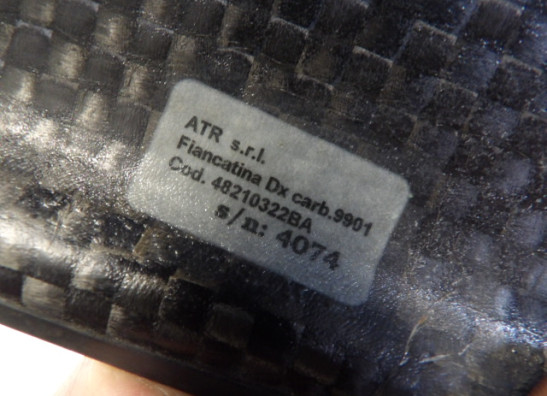 ATR s.r.l.
Fiancatina Dx carb.9901
Cod. 48210322BA
s/n: 4074